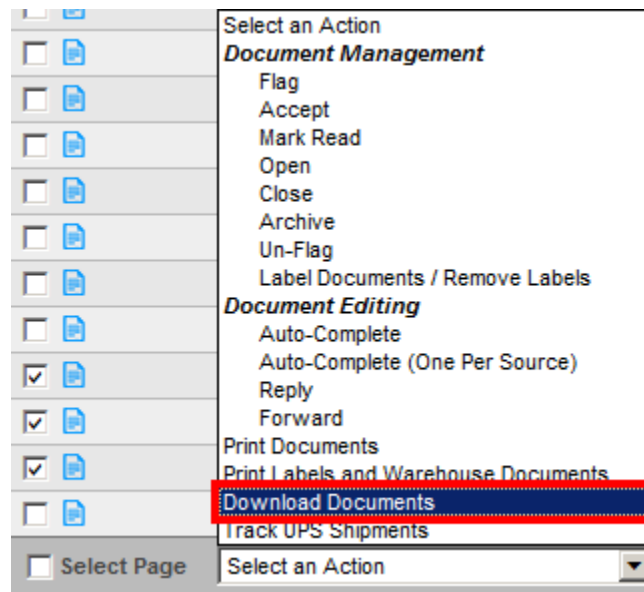 Select an Action
Document Management
Flag
Accept
Mark Read
Open
Close
Archive
Un-Flag
Label Documents / Remove Labels
Document Editing
Auto-Complete
Auto-Complete (One Per Source)
Reply
Forward
Print Documents
Print Labels and Warehouse Documents
Download Documents
Track UPS Shipments
Select Page
Select an Action